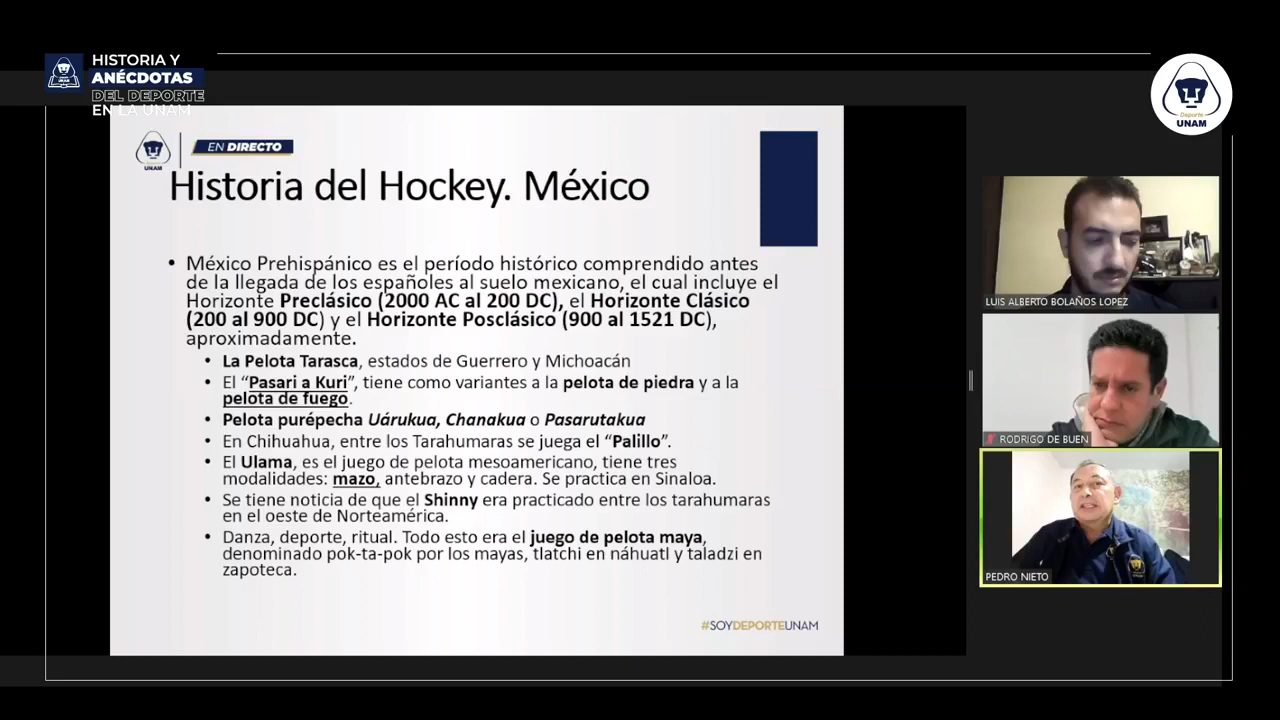 HISTORIA Y
ANÉCDOTAS
DEL DEPORTE
EN LA UNAM
UNAM
Deporte
UNAM
UNAM
EN DIRECTO
Historia del Hockey. México
• México Prehispánico es el período histórico comprendido antes
de la llegada de los españoles al suelo mexicano, el cual incluye el
Horizonte Preclásico (2000 AC al 200 DC), el Horizonte Clásico
(200 al 900 DC) y el Horizonte Posclásico (900 al 1521 DC),
aproximadamente.
• La Pelota Tarasca, estados de Guerrero y Michoacán
• El “Pasari a Kuri”, tiene como variantes a la pelota de piedra y a la
pelota de fuego.
• Pelota purépecha Uárukua, Chanakua o Pasarutakua
• En Chihuahua, entre los Tarahumaras se juega el “Palillo”.
• El Ulama, es el juego de pelota mesoamericano, tiene tres
modalidades: mazo, antebrazo y cadera. Se practica en Sinaloa.
• Se tiene noticia de que el Shinny era practicado entre los tarahumaras
en el oeste de Norteamérica.
• Danza, deporte, ritual. Todo esto era el juego de pelota maya,
denominado pok-ta-pok por los mayas, tlatchi en náhuatl y taladzi en
zapoteca.
#SOYDEPORTEUNAM
LUIS ALBERTO BOLAÑOS LOPEZ
RODRIGO DE BUEN
PEDRO NIETO